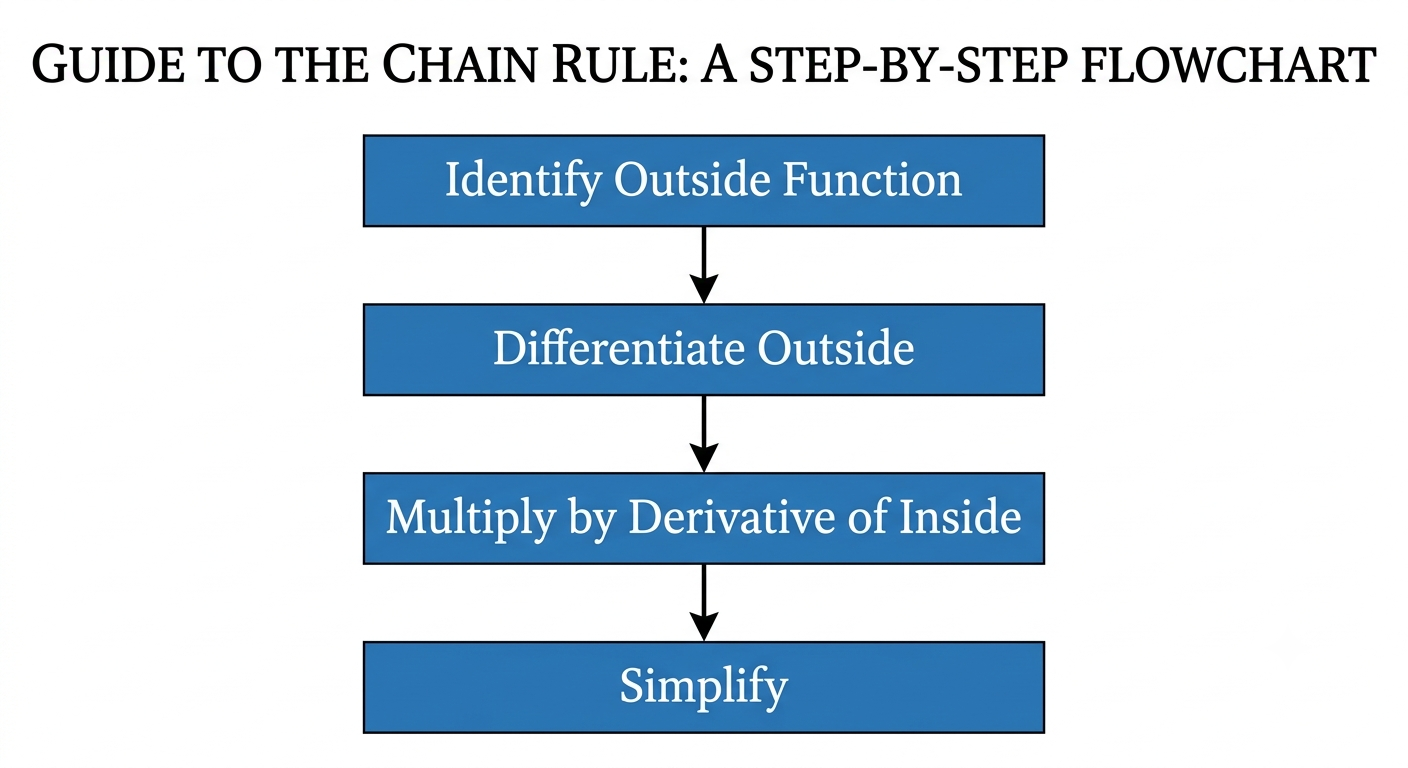 GUIDE TO THE CHAIN RULE: A STEP-BY-STEP FLOWCHART
Identify Outside Function
Differentiate Outside
Multiply by Derivative of Inside
Simplify